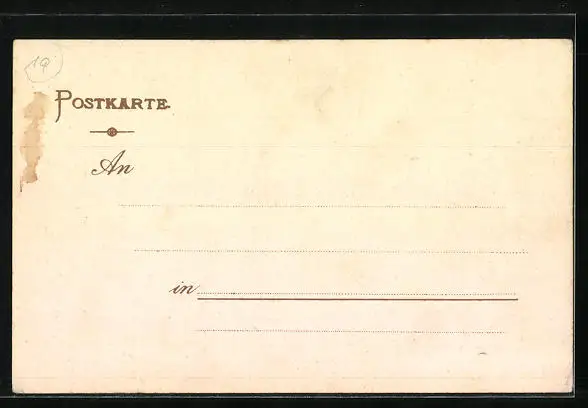 19
POSTKARTE.
An
in